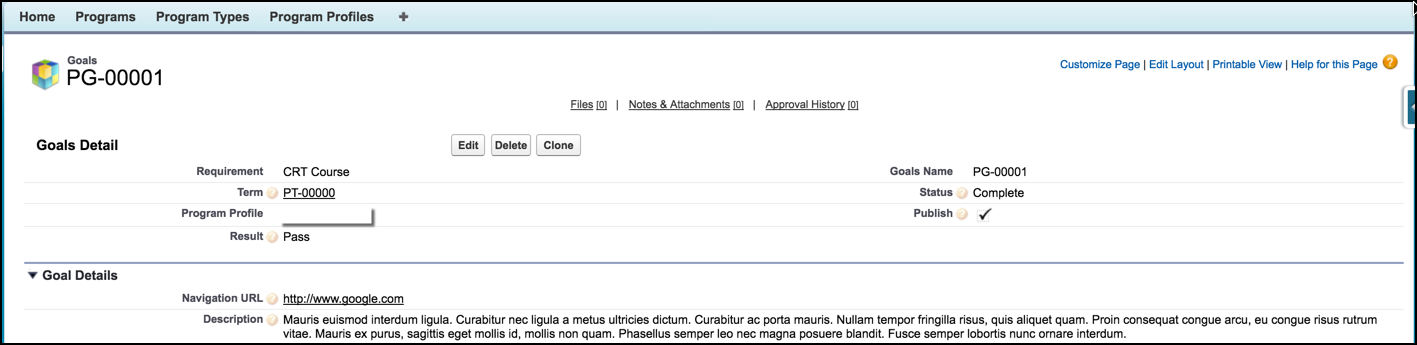 Home Programs Program Types Program Profiles +
Goals
PG-00001
Customize Page | Edit Layout | Printable View | Help for this Page ?
Files [0] | Notes & Attachments [0] | Approval History [0]
Goals Detail Edit Delete Clone
Requirement CRT Course Goals Name PG-00001
Term ? PT-00000 Status ? Complete
Program Profile Publish ? ✓
Result ? Pass
Goal Details
Navigation URL ? http://www.google.com
Description ? Mauris euismod interdum ligula. Curabitur nec ligula a metus ultricies dictum. Curabitur ac porta mauris. Nullam tempor fringilla risus, quis aliquet quam. Proin consequat congue arcu, eu congue risus rutrum
vitae. Mauris ex purus, sagittis eget mollis id, mollis non quam. Phasellus semper leo nec magna posuere blandit. Fusce semper lobortis nunc ornare interdum.